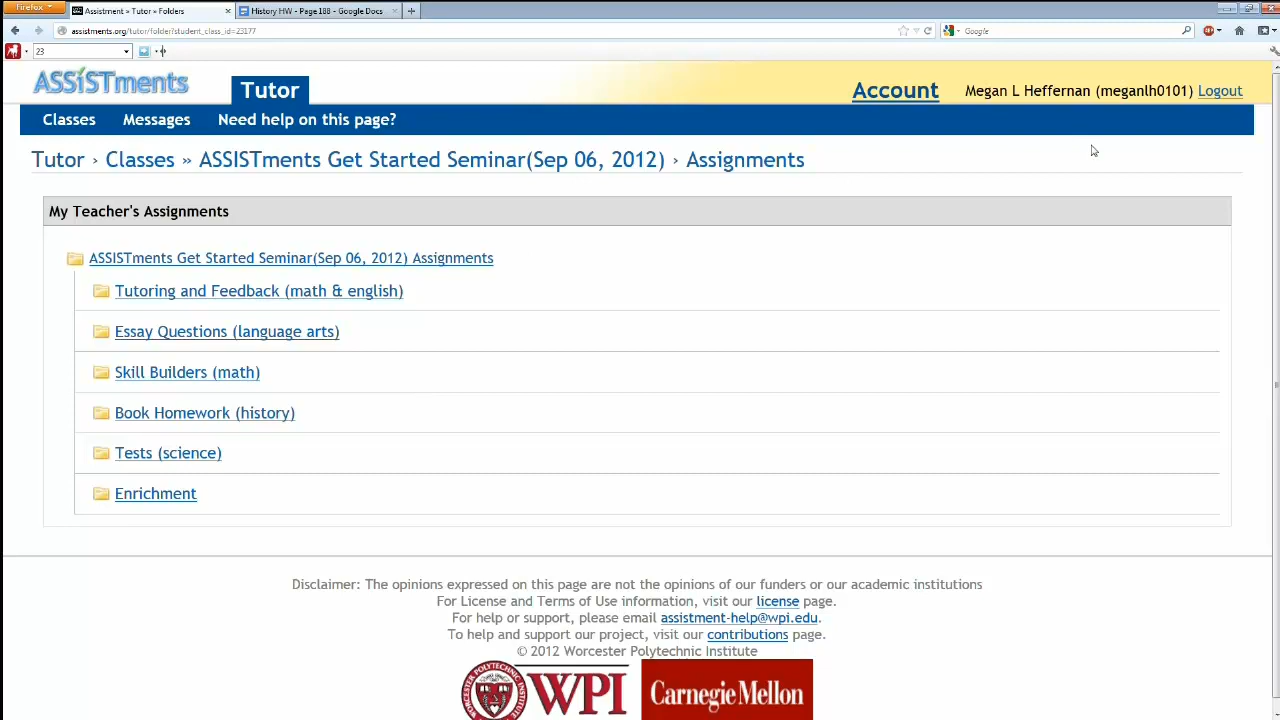 Firefox
Assistment » Tutor » Folders
History HW - Page 188 - Google Docs
assistments.org/tutor/folder?student_class_id=23177
Google
23
ASSiSTments
Tutor
Account
Megan L Heffernan (meganlh0101) Logout
Classes Messages Need help on this page?
Tutor › Classes » ASSISTments Get Started Seminar(Sep 06, 2012) › Assignments
My Teacher's Assignments
ASSISTments Get Started Seminar(Sep 06, 2012) Assignments
Tutoring and Feedback (math & english)
Essay Questions (language arts)
Skill Builders (math)
Book Homework (history)
Tests (science)
Enrichment
Disclaimer: The opinions expressed on this page are not the opinions of our funders or our academic institutions
For License and Terms of Use information, visit our license page.
For help or support, please email assistment-help@wpi.edu.
To help and support our project, visit our contributions page.
© 2012 Worcester Polytechnic Institute
WPI
Carnegie Mellon